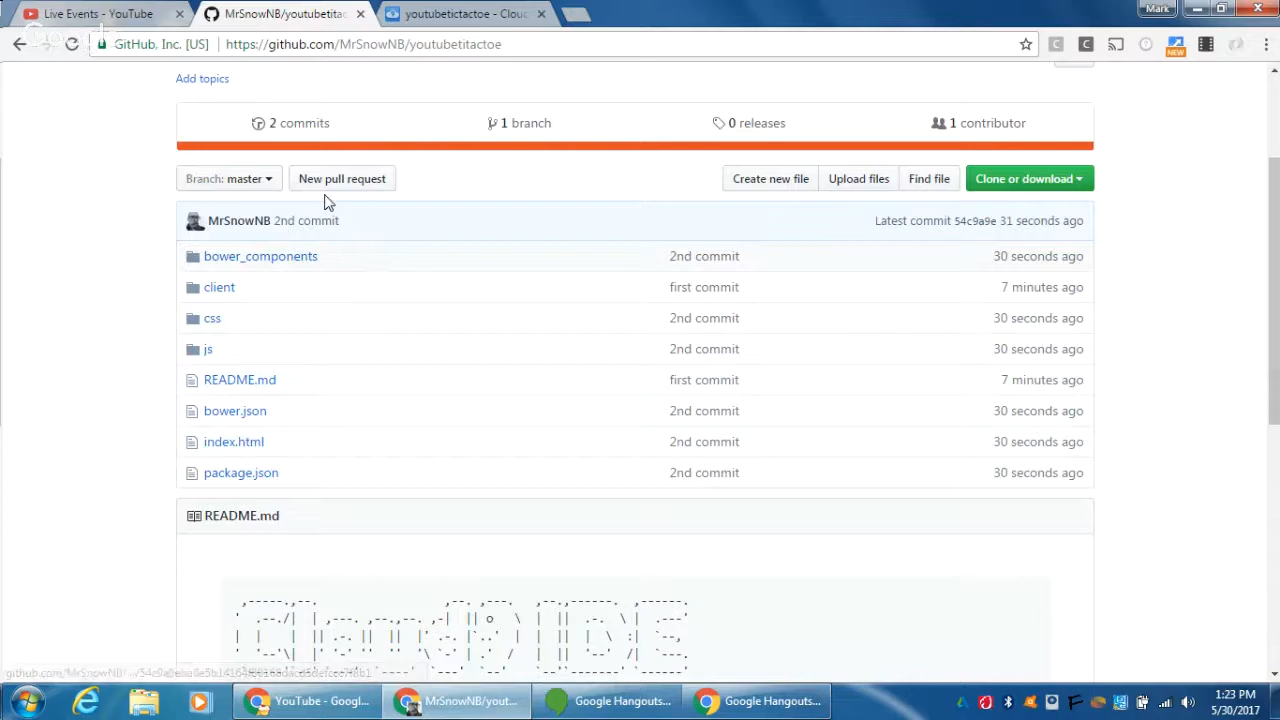 Live Events - YouTube
MrSnowNB/youtubetitac
youtubetictactoe - Clou
Mark
GitHub, Inc. [US]
https://github.com/MrSnowNB/youtubetitactoe
NEW
Add topics
2 commits
1 branch
0 releases
1 contributor
Branch: master
New pull request
Create new file
Upload files
Find file
Clone or download
MrSnowNB 2nd commit
Latest commit 54c9a9e 31 seconds ago
bower_components 2nd commit 30 seconds ago
client first commit 7 minutes ago
css 2nd commit 30 seconds ago
js 2nd commit 30 seconds ago
README.md first commit 7 minutes ago
bower.json 2nd commit 30 seconds ago
index.html 2nd commit 30 seconds ago
package.json 2nd commit 30 seconds ago
README.md
YouTube - Googl...
MrSnowNB/yout...
Google Hangouts...
Google Hangouts...
1:23 PM
5/30/2017